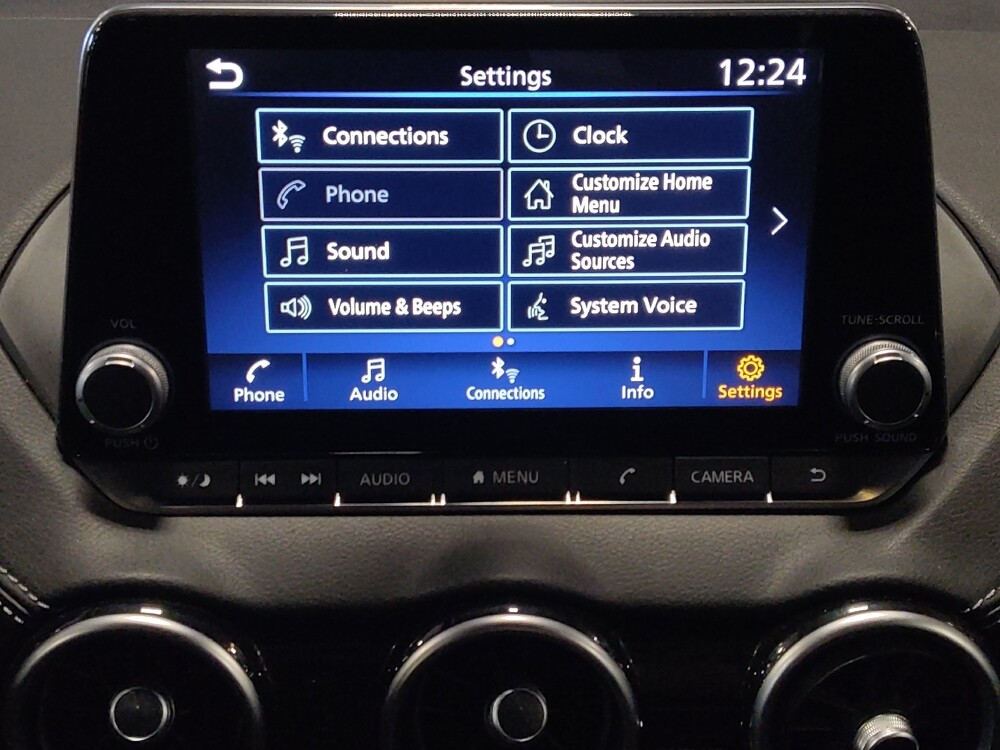 Settings
12:24
Connections
Clock
Phone
Customize Home
Menu
Sound
Customize Audio
Sources
Volume & Beeps
System Voice
Phone
Audio
Connections
Info
Settings
VOL
PUSH
TUNE·SCROLL
PUSH SOUND
AUDIO
MENU
CAMERA